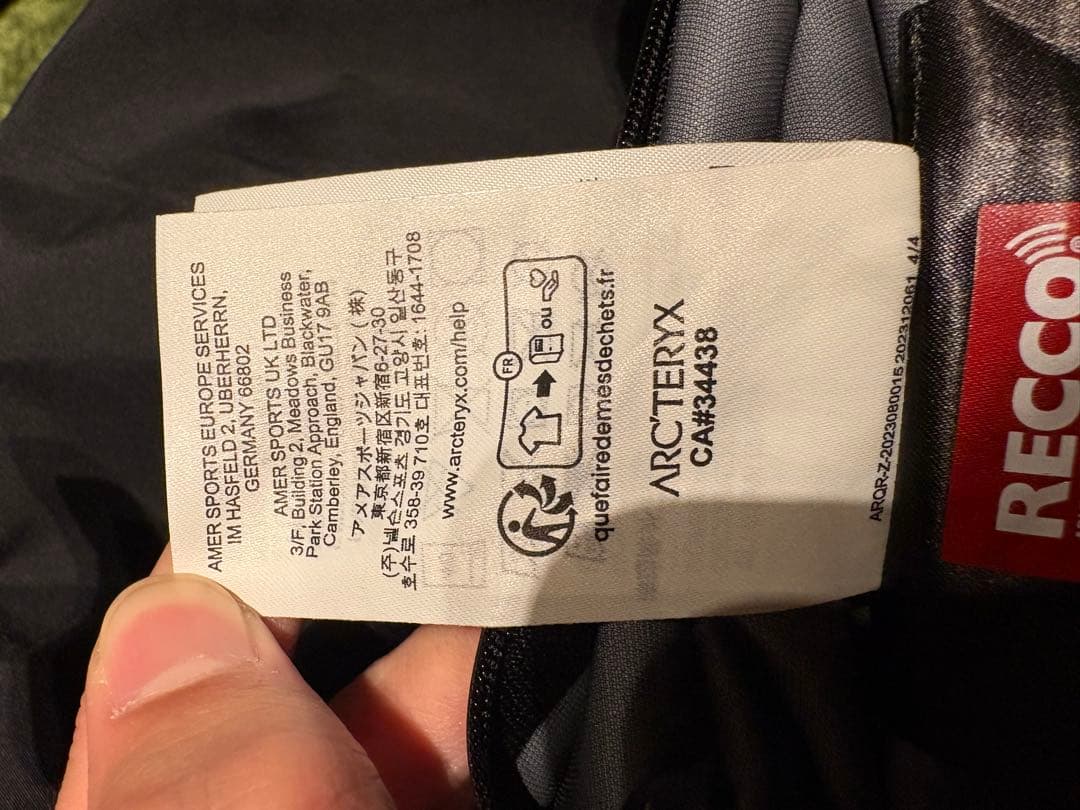 AMER SPORTS EUROPE SERVICES
IM HASFELD 2, UBERHERRN,
GERMANY 66802
AMER SPORTS UK LTD
3/F, Building 2, Meadows Business
Park Station Approach, Blackwater,
Camberley, England, GU17 9AB
アメアスポーツジャパン(株)
東京都新宿区新宿6-27-30
(주)넬슨스포츠 경기도 고양시 일산동구
호수로 358-39 710호 대표번호: 1644-1708
www.arcteryx.com/help
FR
ou
quefairedemesdechets.fr
ARC'TERYX
CA#34438
ARQR-Z-2023080015 202312061 4/4
RECCO